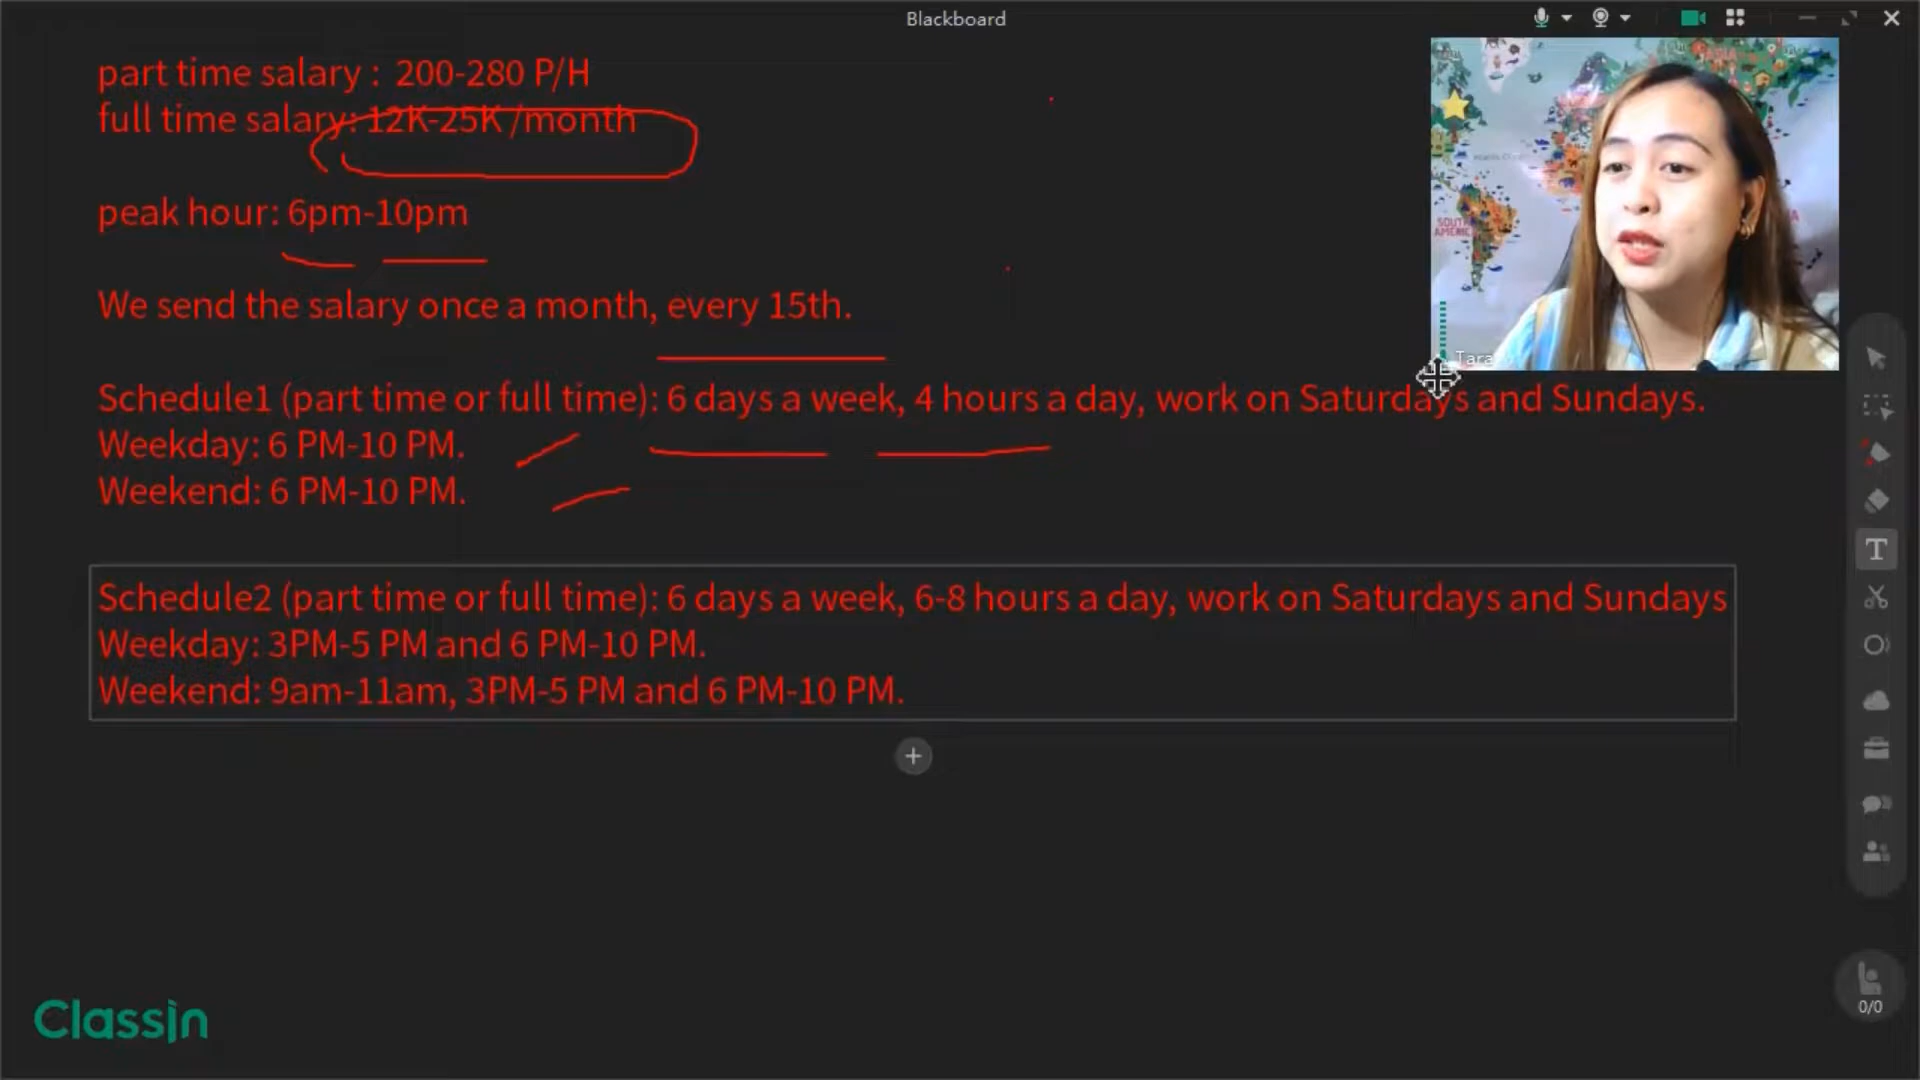 Blackboard
part time salary : 200-280 P/H
full time salary: 12K-25K /month
peak hour: 6pm-10pm
We send the salary once a month, every 15th.
Schedule1 (part time or full time): 6 days a week, 4 hours a day, work on Saturdays and Sundays.
Weekday: 6 PM-10 PM.
Weekend: 6 PM-10 PM.
Schedule2 (part time or full time): 6 days a week, 6-8 hours a day, work on Saturdays and Sundays
Weekday: 3PM-5 PM and 6 PM-10 PM.
Weekend: 9am-11am, 3PM-5 PM and 6 PM-10 PM.
SOUTH
AMERICA
T
0/0
ClassIn